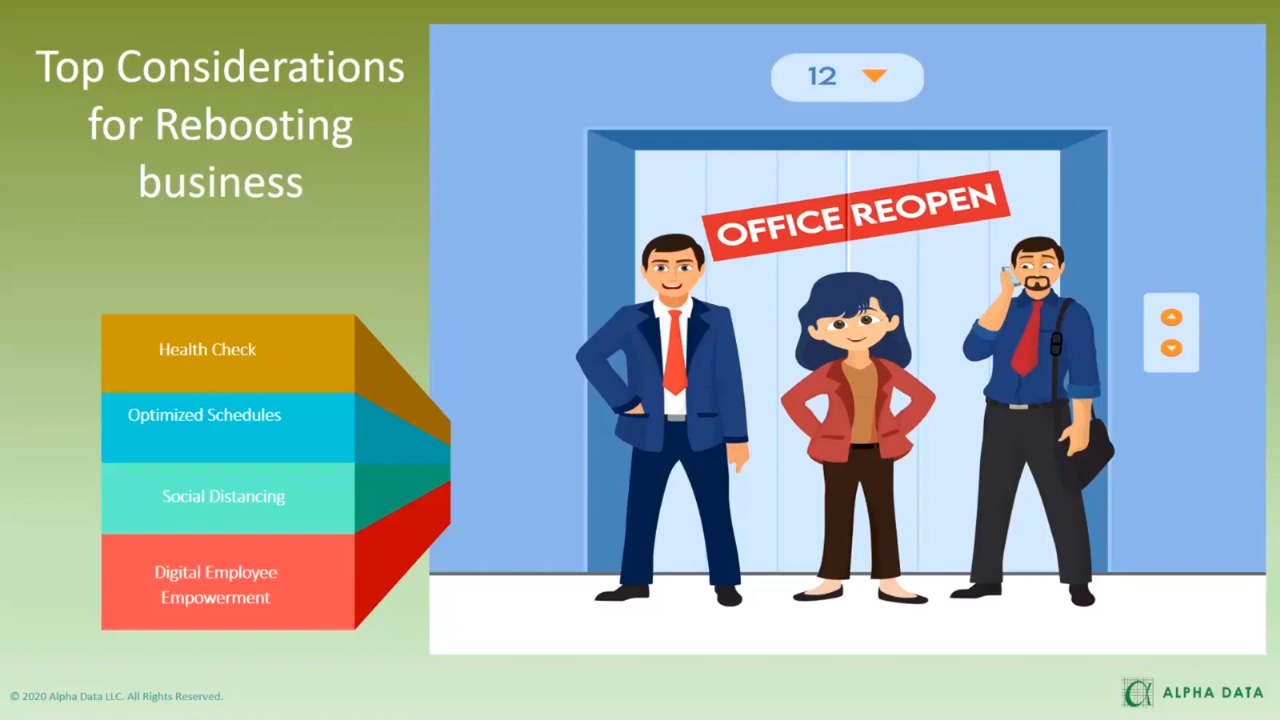 Top Considerations
for Rebooting
business
12
OFFICE REOPEN
Health Check
Optimized Schedules
Social Distancing
Digital Employee
Empowerment
© 2020 Alpha Data LLC. All Rights Reserved.
ALPHA DATA